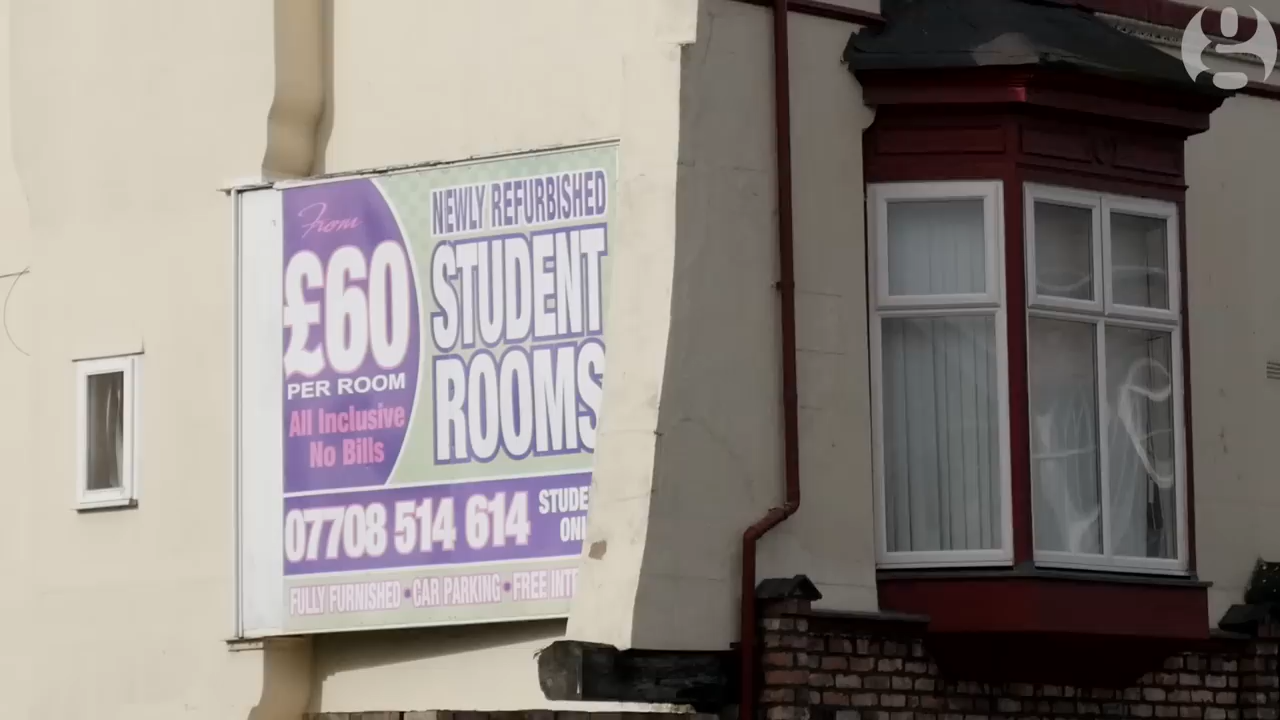 From
£60
PER ROOM
All Inclusive
No Bills
NEWLY REFURBISHED
STUDENT
ROOMS
07708 514 614
FULLY FURNISHED • CAR PARKING • FREE